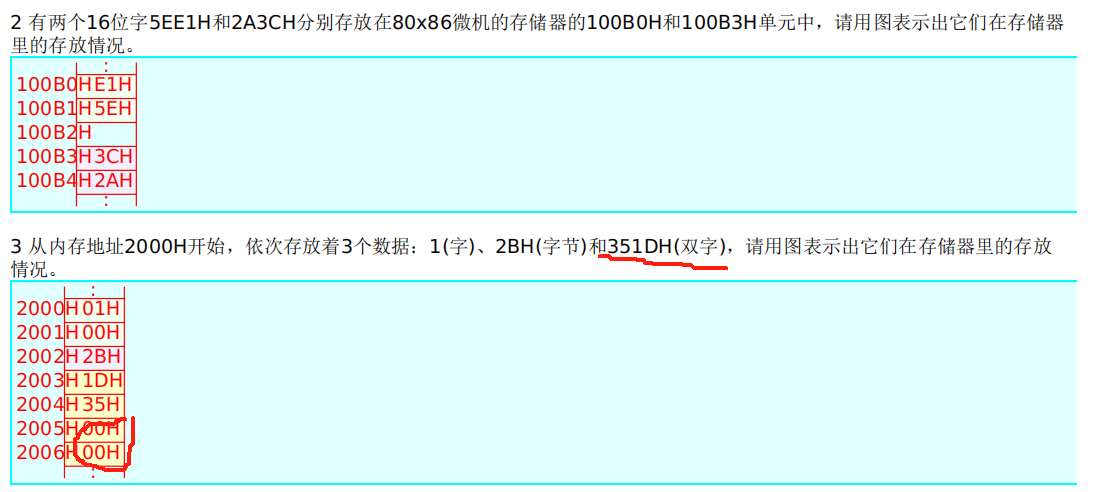 2 有两个16位字5EE1H和2A3CH分别存放在80x86微机的存储器的100B0H和100B3H单元中，请用图表示出它们在存储器
里的存放情况。
:
100B0H E1H
100B1H 5EH
100B2H
100B3H 3CH
100B4H 2AH
:
3 从内存地址2000H开始，依次存放着3个数据：1(字)、2BH(字节)和351DH(双字)，请用图表示出它们在存储器里的存放
情况。
:
2000H 01H
2001H 00H
2002H 2BH
2003H 1DH
2004H 35H
2005H 00H
2006H 00H
: